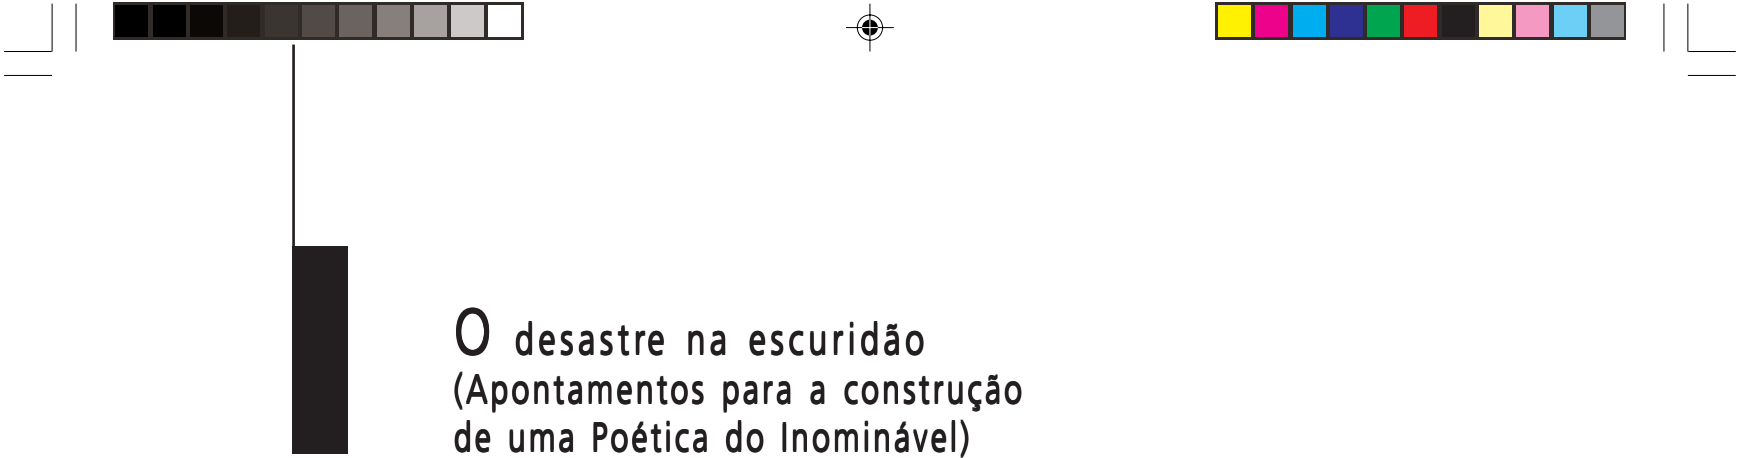 O desastre na escuridão
(Apontamentos para a construção
de uma Poética do Inominável)